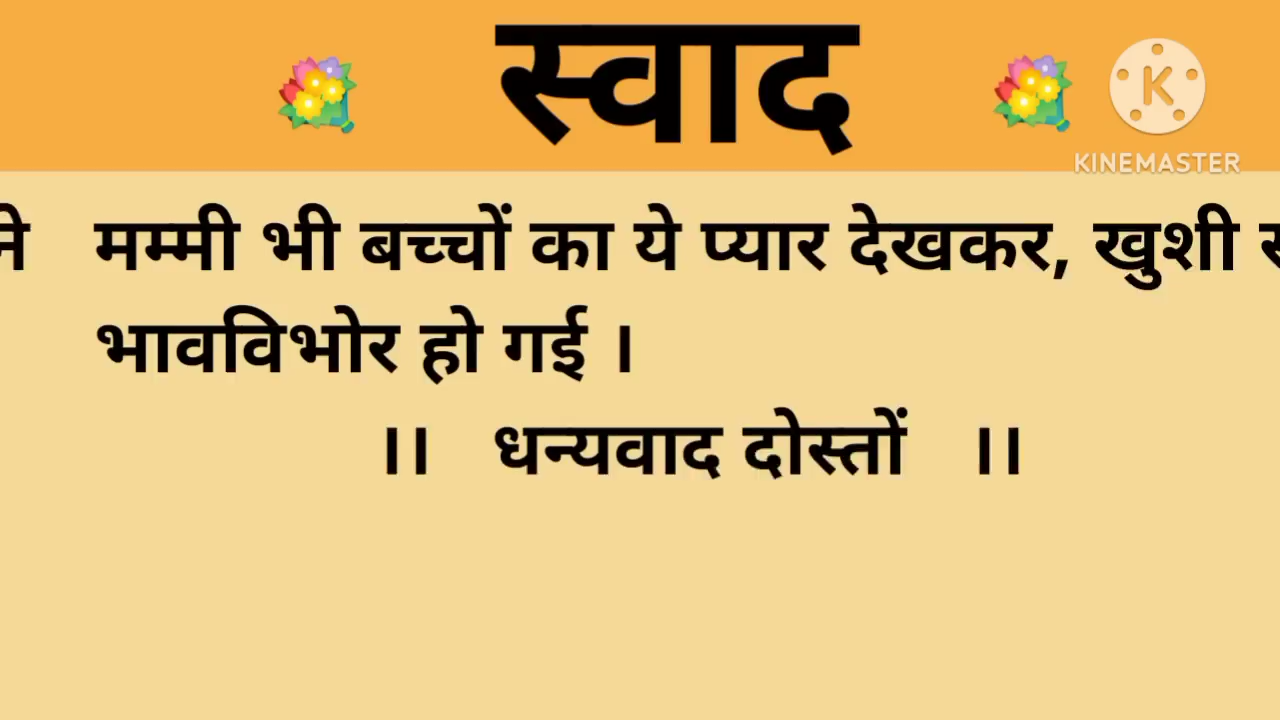 स्वाद
KINEMASTER
मम्मी भी बच्चों का ये प्यार देखकर, खुशी
भावविभोर हो गई ।
।। धन्यवाद दोस्तों ।।